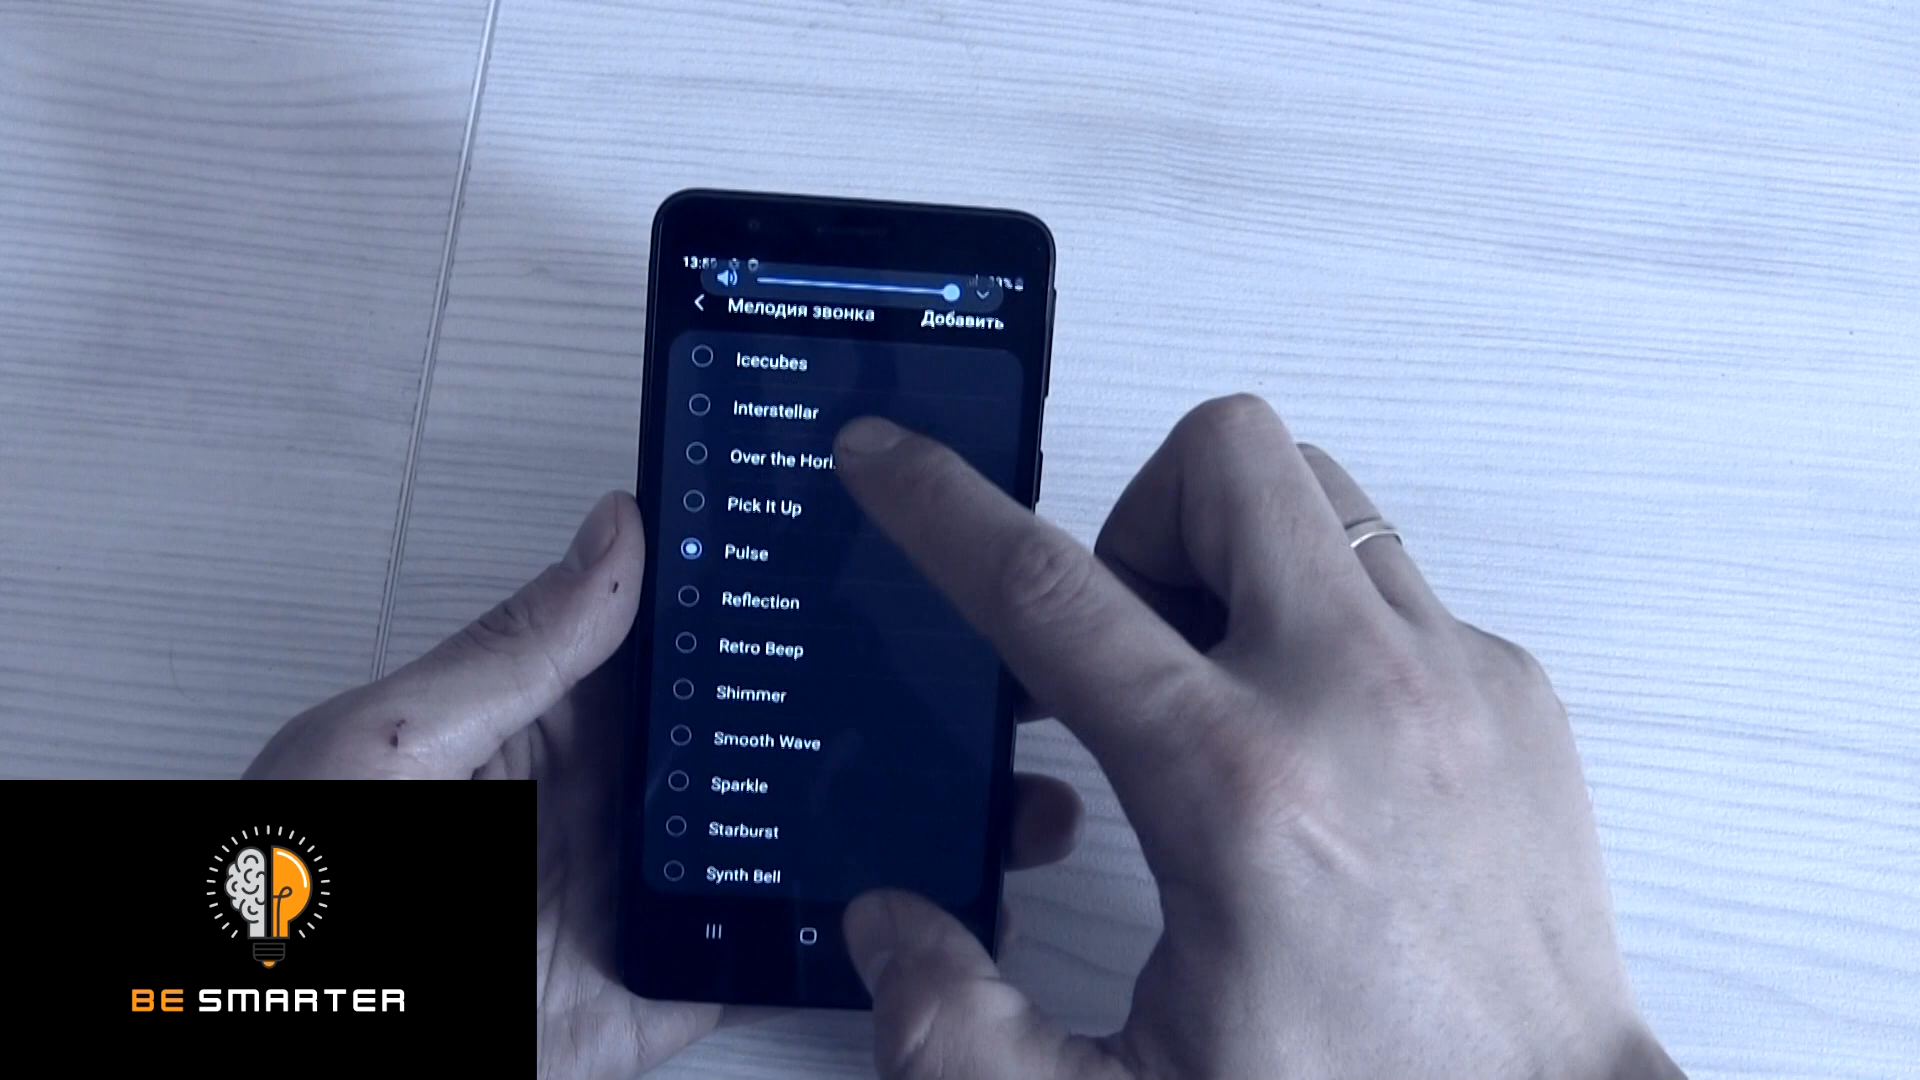 Мелодия звонка
Добавить
Icecubes
Interstellar
Over the Hori
Pick It Up
Pulse
Reflection
Retro Beep
Shimmer
Smooth Wave
Sparkle
Starburst
Synth Bell
BE SMARTER